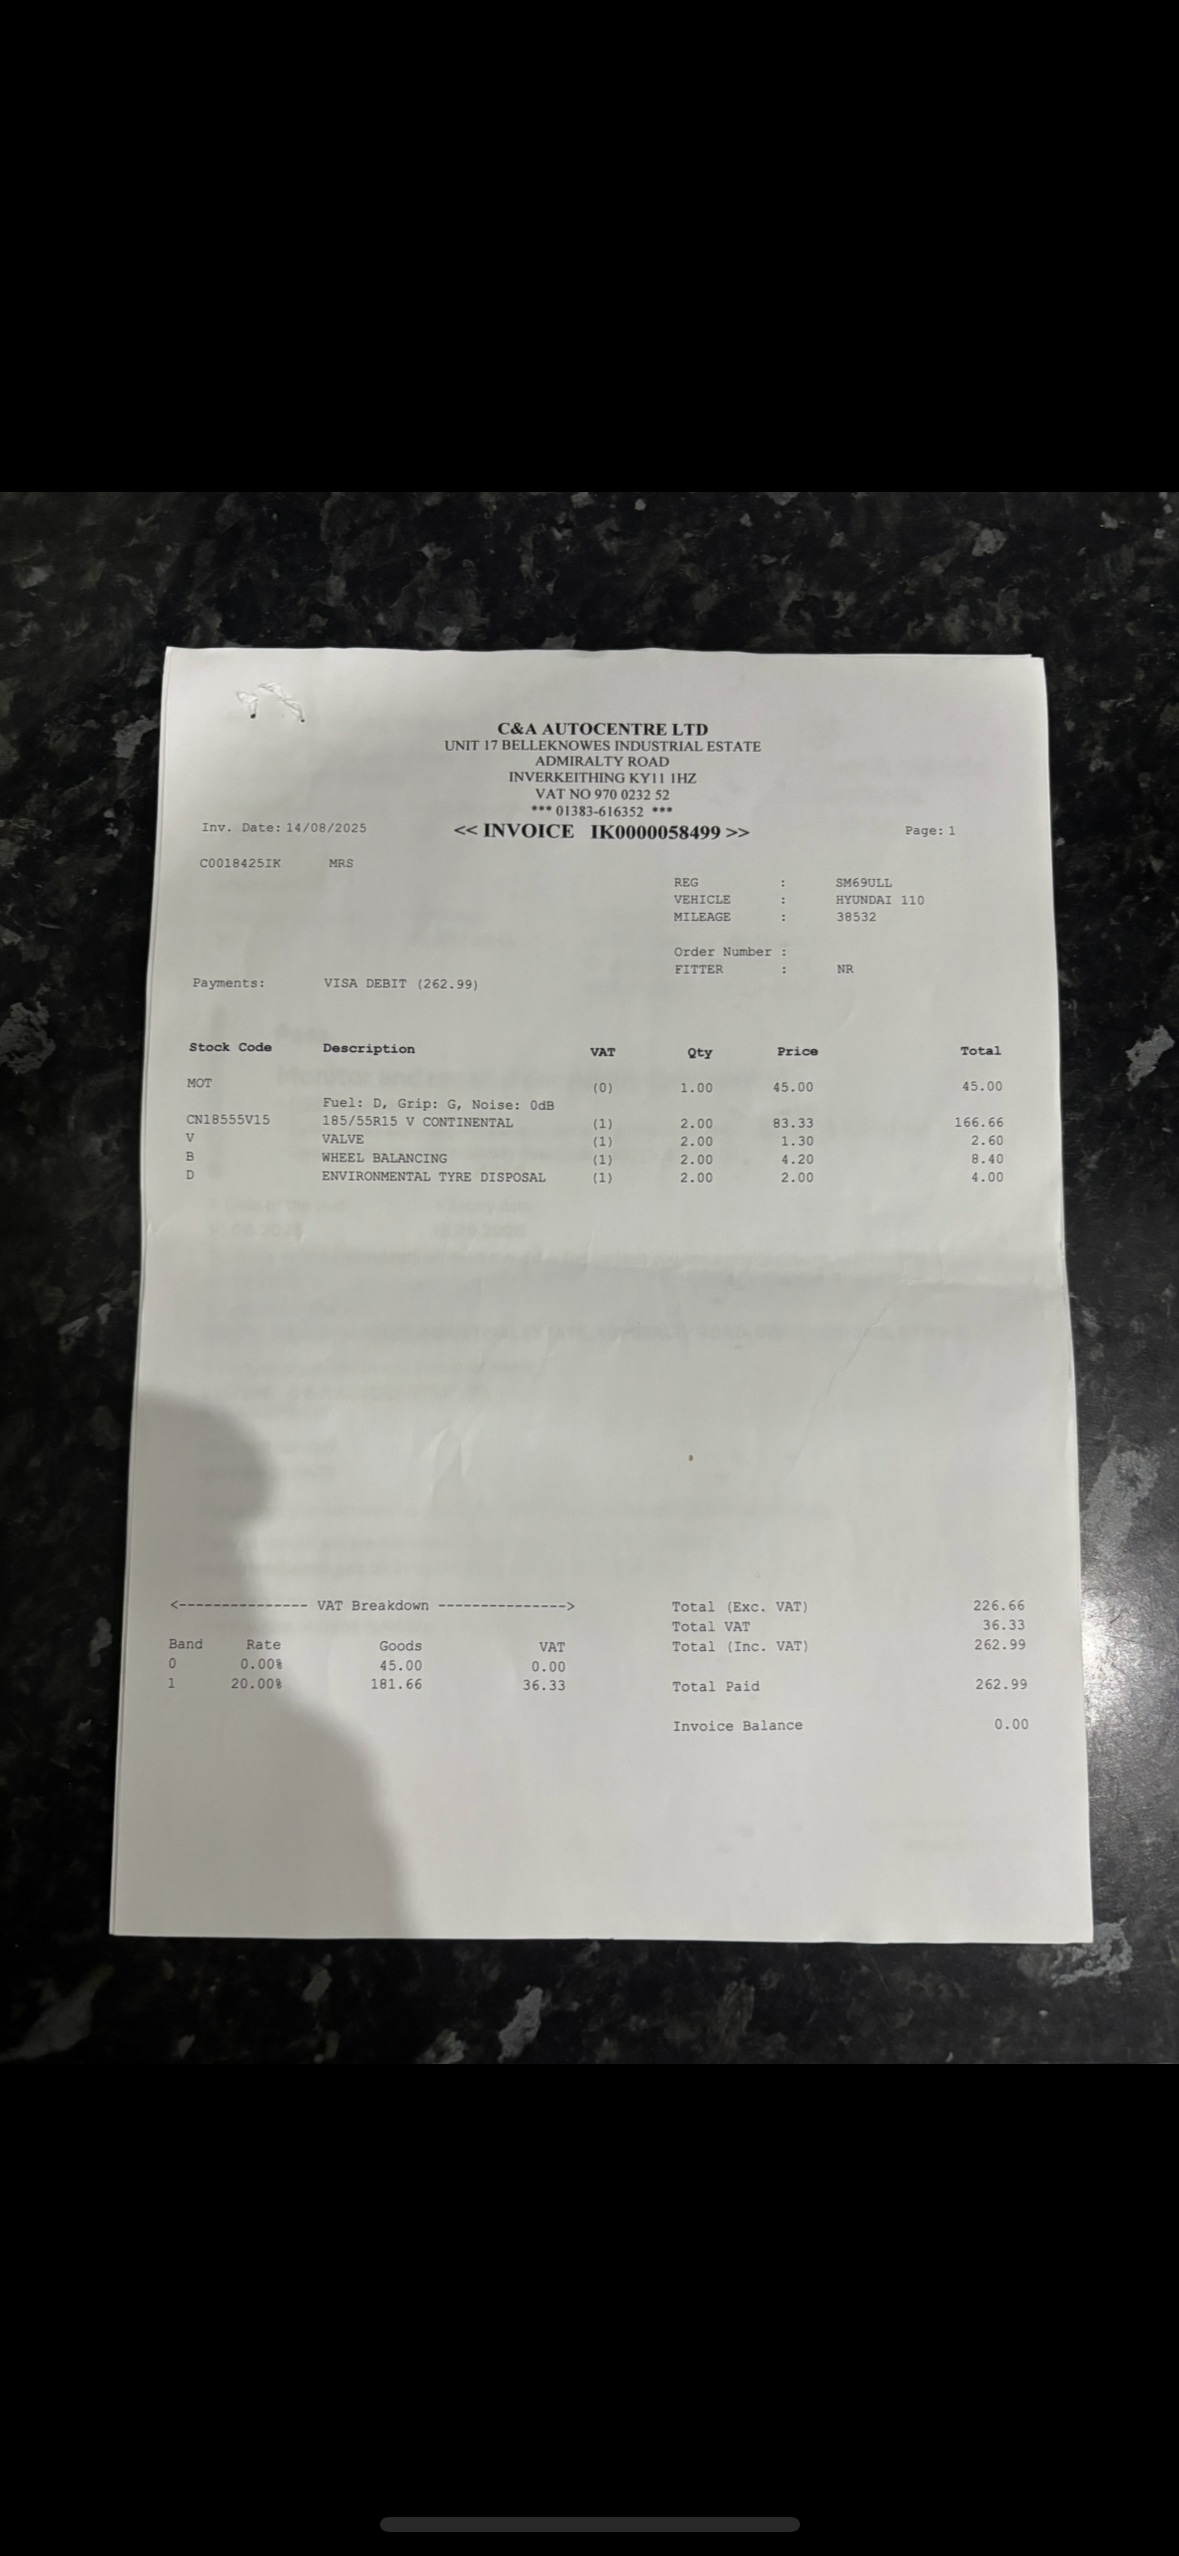 C&A AUTOCENTRE LTD
UNIT 17 BELLEKNOWES INDUSTRIAL ESTATE
ADMIRALTY ROAD
INVERKEITHING KY11 1HZ
VAT NO 970 0232 52
*** 01383-616352 ***
Inv. Date: 14/08/2025 << INVOICE IK0000058499 >> Page: 1
C0018425IK MRS
REG : SM69ULL
VEHICLE : HYUNDAI 110
MILEAGE : 38532
Order Number :
FITTER : NR
Payments: VISA DEBIT (262.99)
Stock Code Description VAT Qty Price Total
MOT (0) 1.00 45.00 45.00
Fuel: D, Grip: G, Noise: 0dB
CN18555V15 185/55R15 V CONTINENTAL (1) 2.00 83.33 166.66
V VALVE (1) 2.00 1.30 2.60
B WHEEL BALANCING (1) 2.00 4.20 8.40
D ENVIRONMENTAL TYRE DISPOSAL (1) 2.00 2.00 4.00
<--------------- VAT Breakdown --------------->
Band Rate Goods VAT
0 0.00% 45.00 0.00
1 20.00% 181.66 36.33
Total (Exc. VAT) 226.66
Total VAT 36.33
Total (Inc. VAT) 262.99
Total Paid 262.99
Invoice Balance 0.00